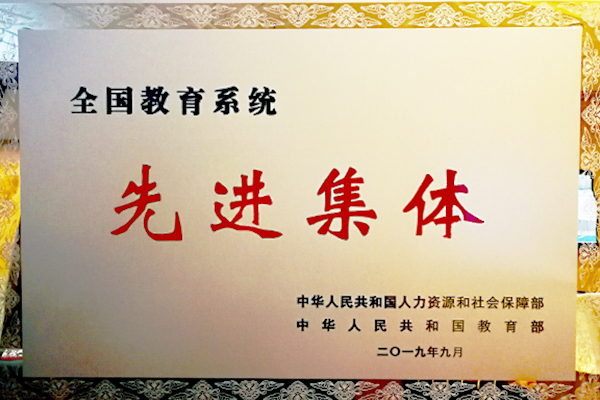 全国教育系统
先进集体
中华人民共和国人力资源和社会保障部
中华人民共和国教育部
二〇一九年九月